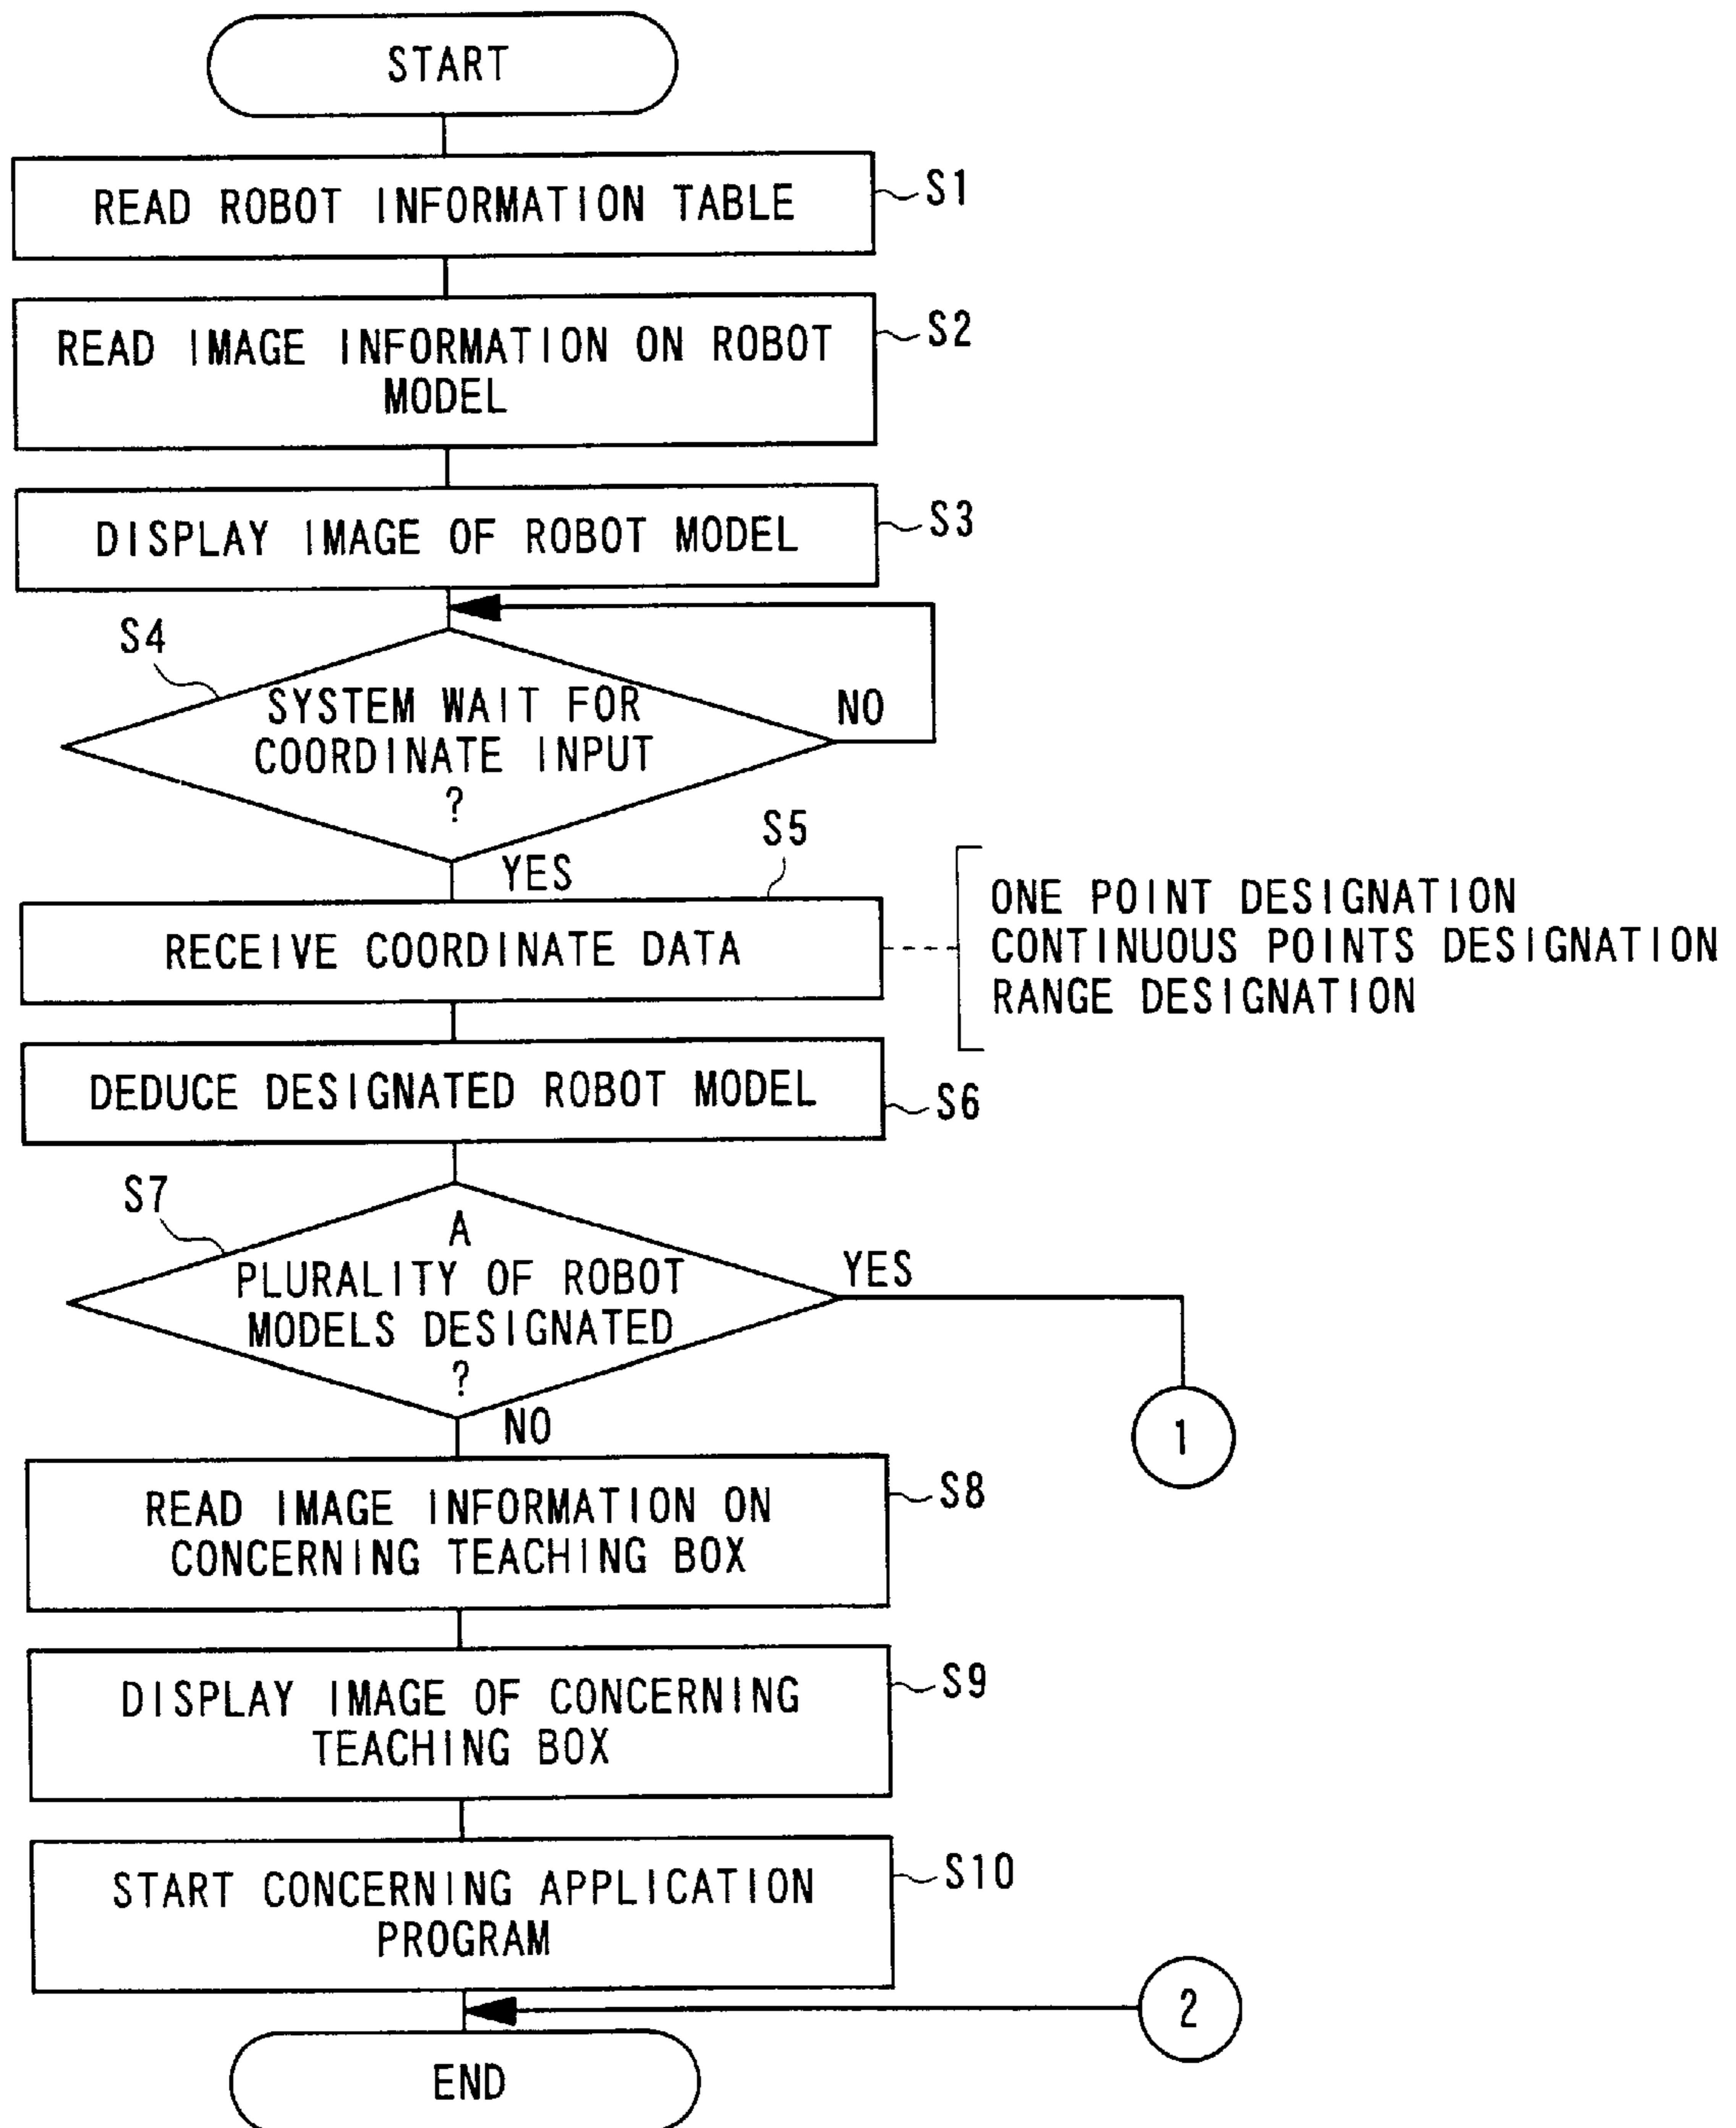 START
READ ROBOT INFORMATION TABLE
S1
READ IMAGE INFORMATION ON ROBOT
MODEL
S2
DISPLAY IMAGE OF ROBOT MODEL
S3
S4
SYSTEM WAIT FOR
COORDINATE INPUT
?
NO
YES
S5
RECEIVE COORDINATE DATA
ONE POINT DESIGNATION
CONTINUOUS POINTS DESIGNATION
RANGE DESIGNATION
DEDUCE DESIGNATED ROBOT MODEL
S6
S7
A
PLURALITY OF ROBOT
MODELS DESIGNATED
?
YES
1
NO
READ IMAGE INFORMATION ON
CONCERNING TEACHING BOX
S8
DISPLAY IMAGE OF CONCERNING
TEACHING BOX
S9
START CONCERNING APPLICATION
PROGRAM
S10
2
END